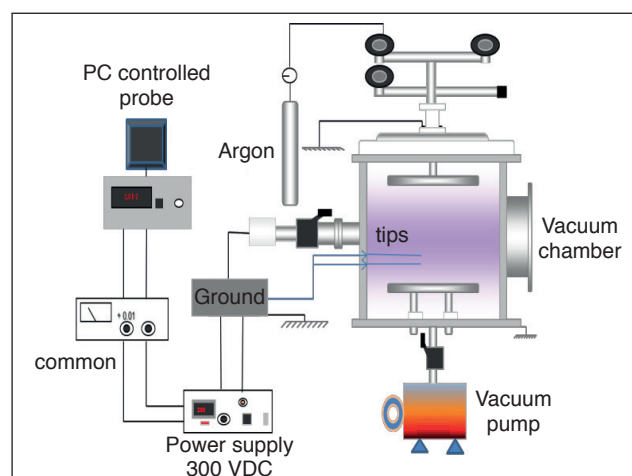 PC controlled
probe
Argon
tips
Vacuum
chamber
Ground
+ 0.01
common
Power supply
300 VDC
Vacuum
pump